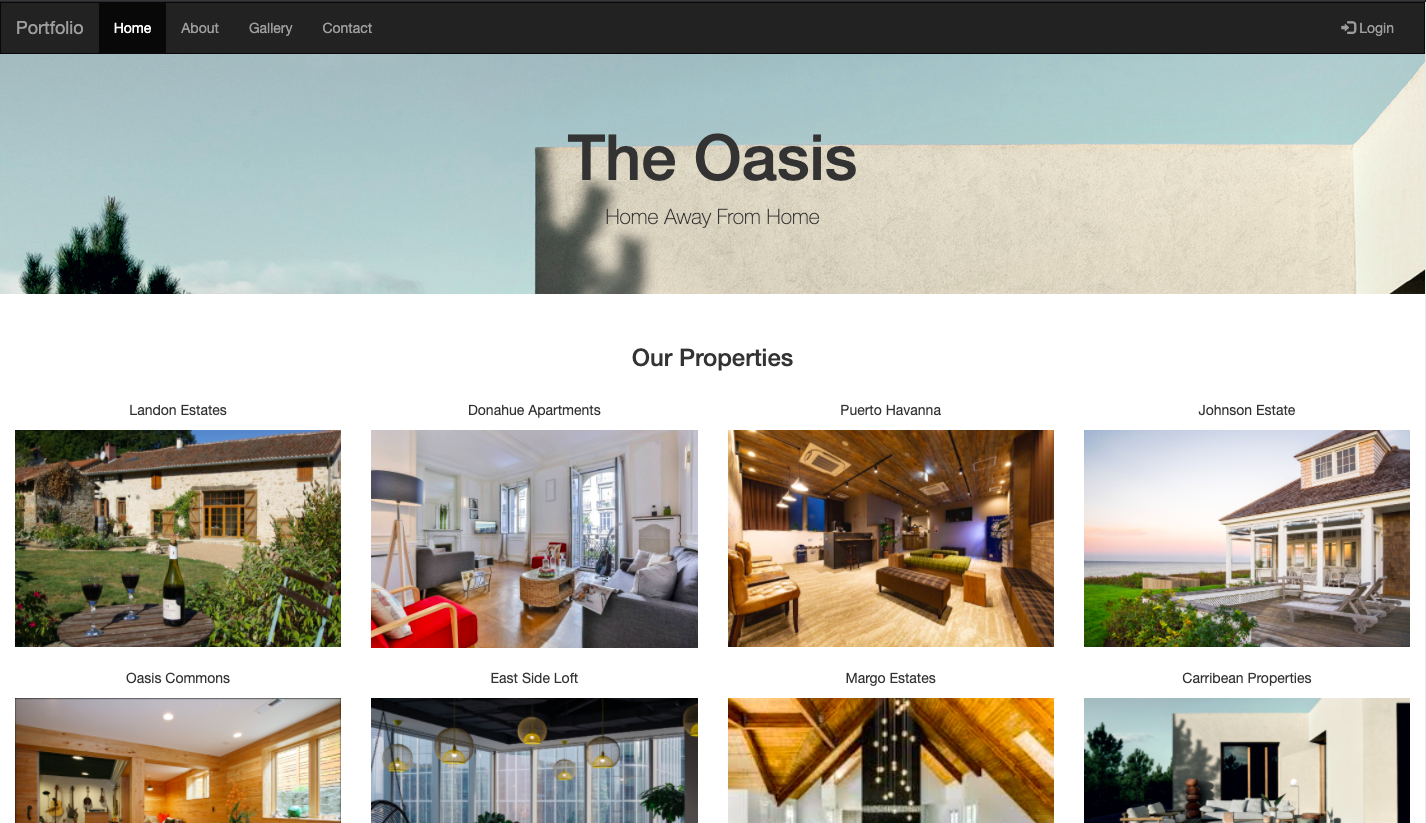 Portfolio Home About Gallery Contact Login
The Oasis
Home Away From Home
Our Properties
Landon Estates Donahue Apartments Puerto Havanna Johnson Estate
Oasis Commons East Side Loft Margo Estates Carribean Properties